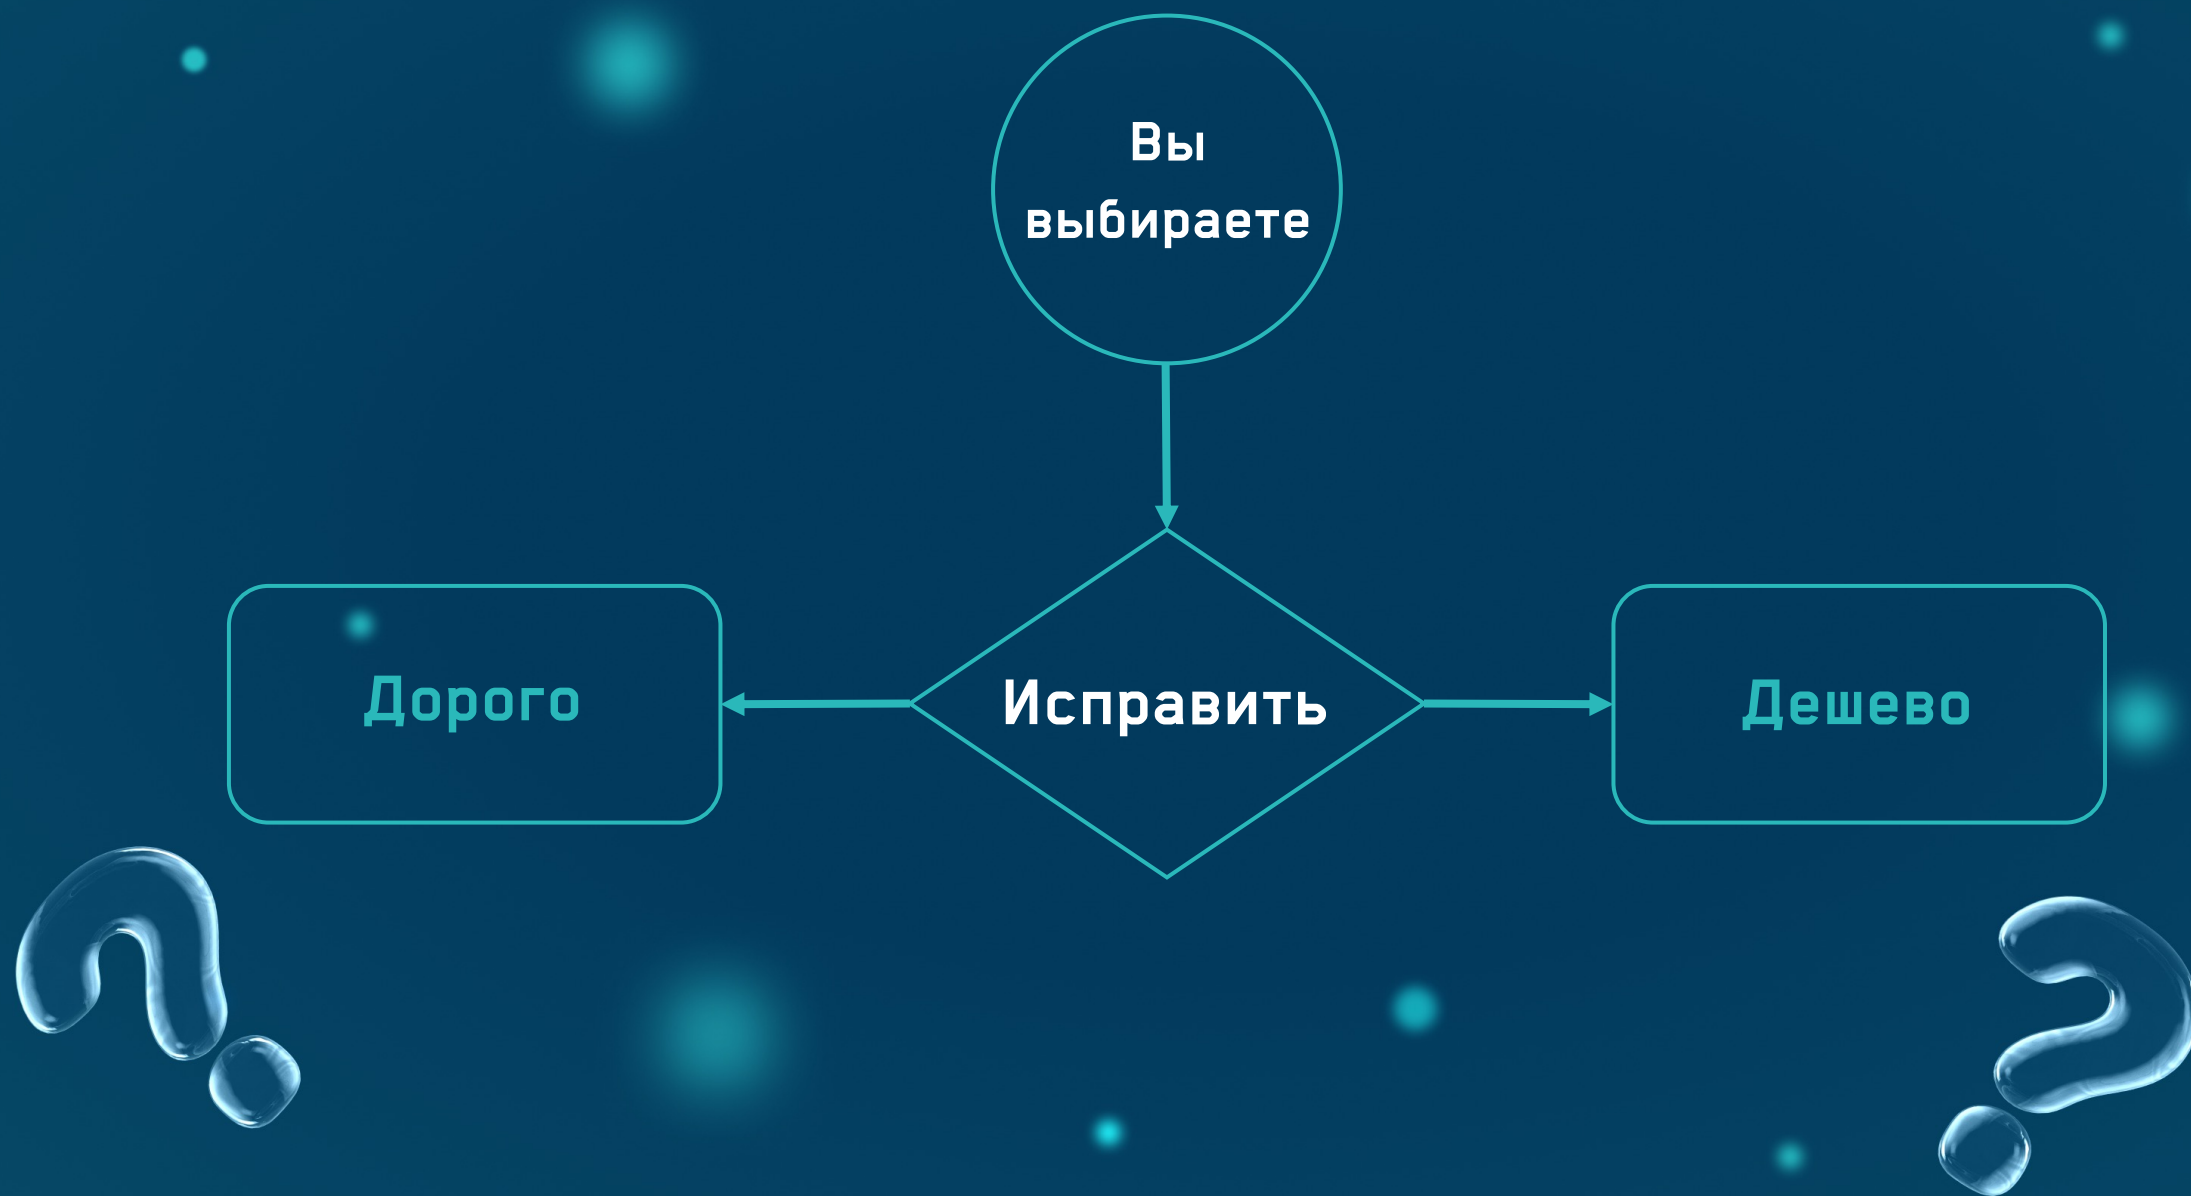 Вы
выбираете
Дорого
Исправить
Дешево